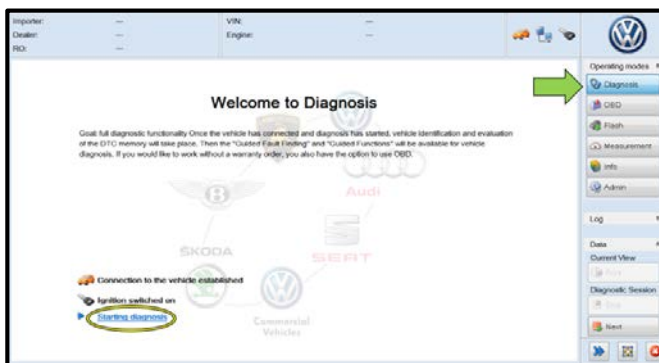 Importer: ---
VIN: ---
Dealer: ---
Engine: ---
RO: ---
Operating modes
Welcome to Diagnosis
Diagnosis
OBD
Goal: full diagnostic functionality Once the vehicle has connected and diagnosis has started, vehicle identification and evaluation
of the DTC memory will take place. Then the "Guided Fault Finding" and "Guided Functions" will be available for vehicle
diagnosis. If you would like to work without a warranty order, you also have the option to use OBD.
Flash
Measurement
Info
Admin
Audi
Log
ŠKODA
SEAT
Data
Current View
Print
Connection to the vehicle established
Ignition switched on
Starting diagnosis
Commercial
Vehicles
Diagnostic Session
Stop
Next